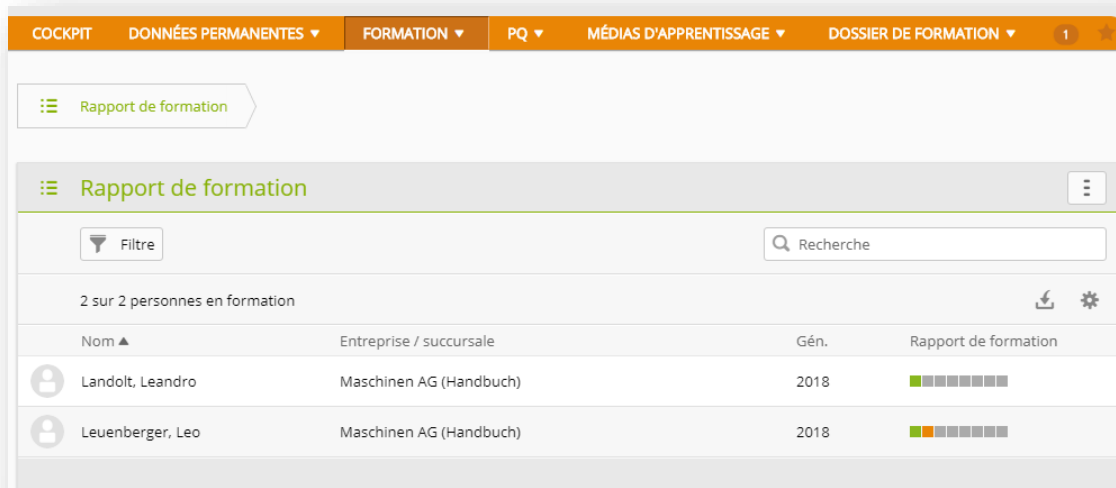 COCKPIT DONNÉES PERMANENTES ▼ FORMATION ▼ PQ ▼ MÉDIAS D'APPRENTISSAGE ▼ DOSSIER DE FORMATION ▼ 1
Rapport de formation
Rapport de formation
Filtre Recherche
2 sur 2 personnes en formation
Nom ▲ Entreprise / succursale Gén. Rapport de formation
Landolt, Leandro Maschinen AG (Handbuch) 2018
Leuenberger, Leo Maschinen AG (Handbuch) 2018